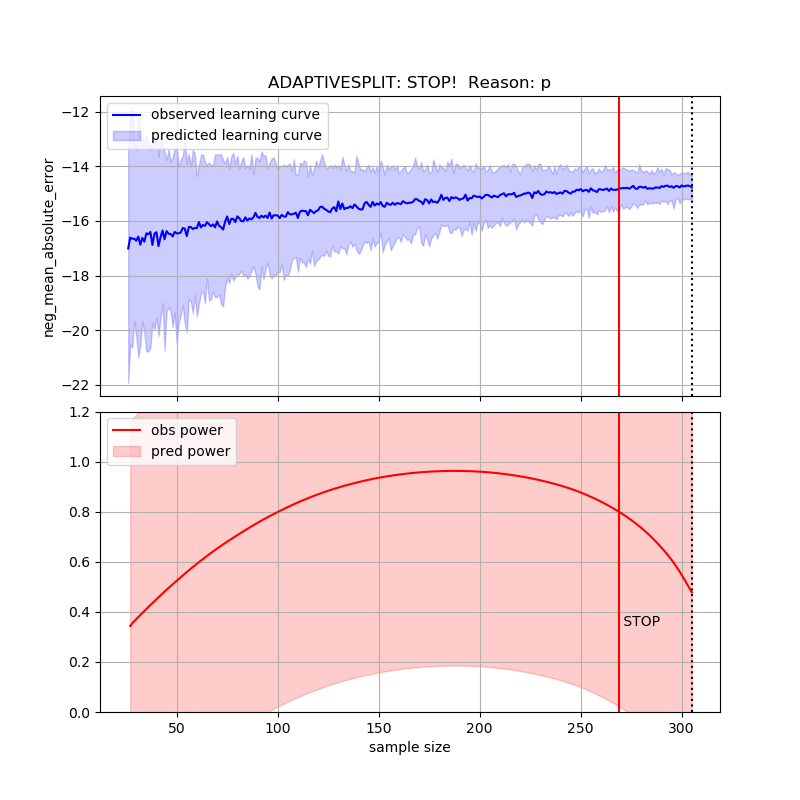 ADAPTIVESPLIT: STOP!  Reason: p
observed learning curve
predicted learning curve
neg_mean_absolute_error
−12
−14
−16
−18
−20
−22
obs power
pred power
1.2
1.0
0.8
0.6
0.4
0.2
0.0
STOP
50 100 150 200 250 300
sample size